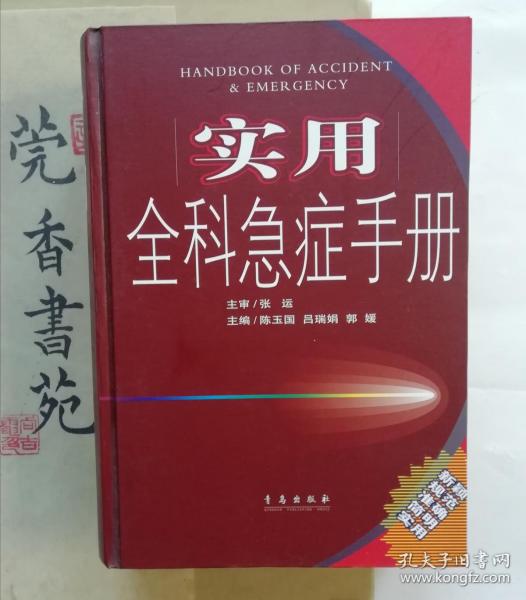 HANDBOOK OF ACCIDENT
& EMERGENCY
实用
全科急症手册
主审/张 运
主编/陈玉国 吕瑞娟 郭 媛
青岛出版社
莞香書苑
孔夫子旧书网
kongfz.com